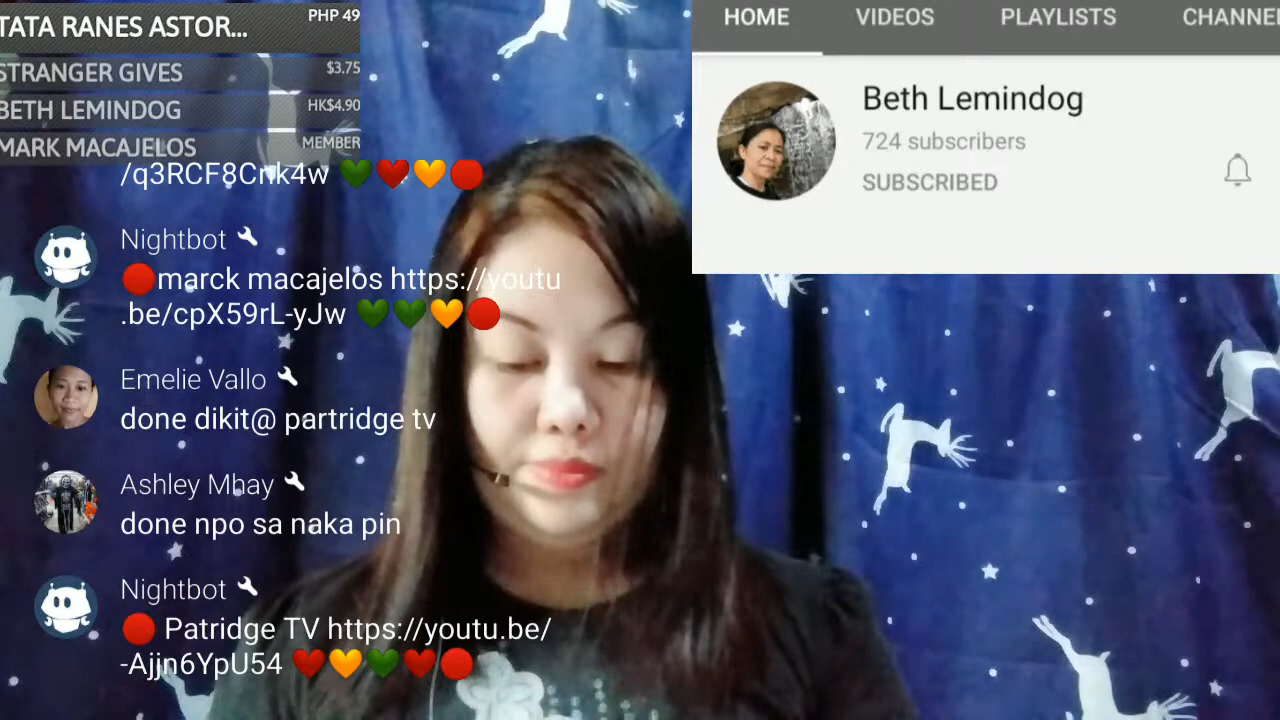 TATA RANES ASTOR...
PHP 49
STRANGER GIVES
$3.75
BETH LEMINDOG
HK$4.90
MARK MACAJELOS
MEMBER
/q3RCF8Cnk4w 💚❤️🧡🔴
Nightbot
🔴marck macajelos https://youtu
.be/cpX59rL-yJw 💚💚🧡🔴
Emelie Vallo
done dikit@ partridge tv
Ashley Mhay
done npo sa naka pin
Nightbot
🔴 Patridge TV https://youtu.be/
-Ajjn6YpU54 ❤️🧡💚❤️🔴
HOME VIDEOS PLAYLISTS CHANNE
Beth Lemindog
724 subscribers
SUBSCRIBED